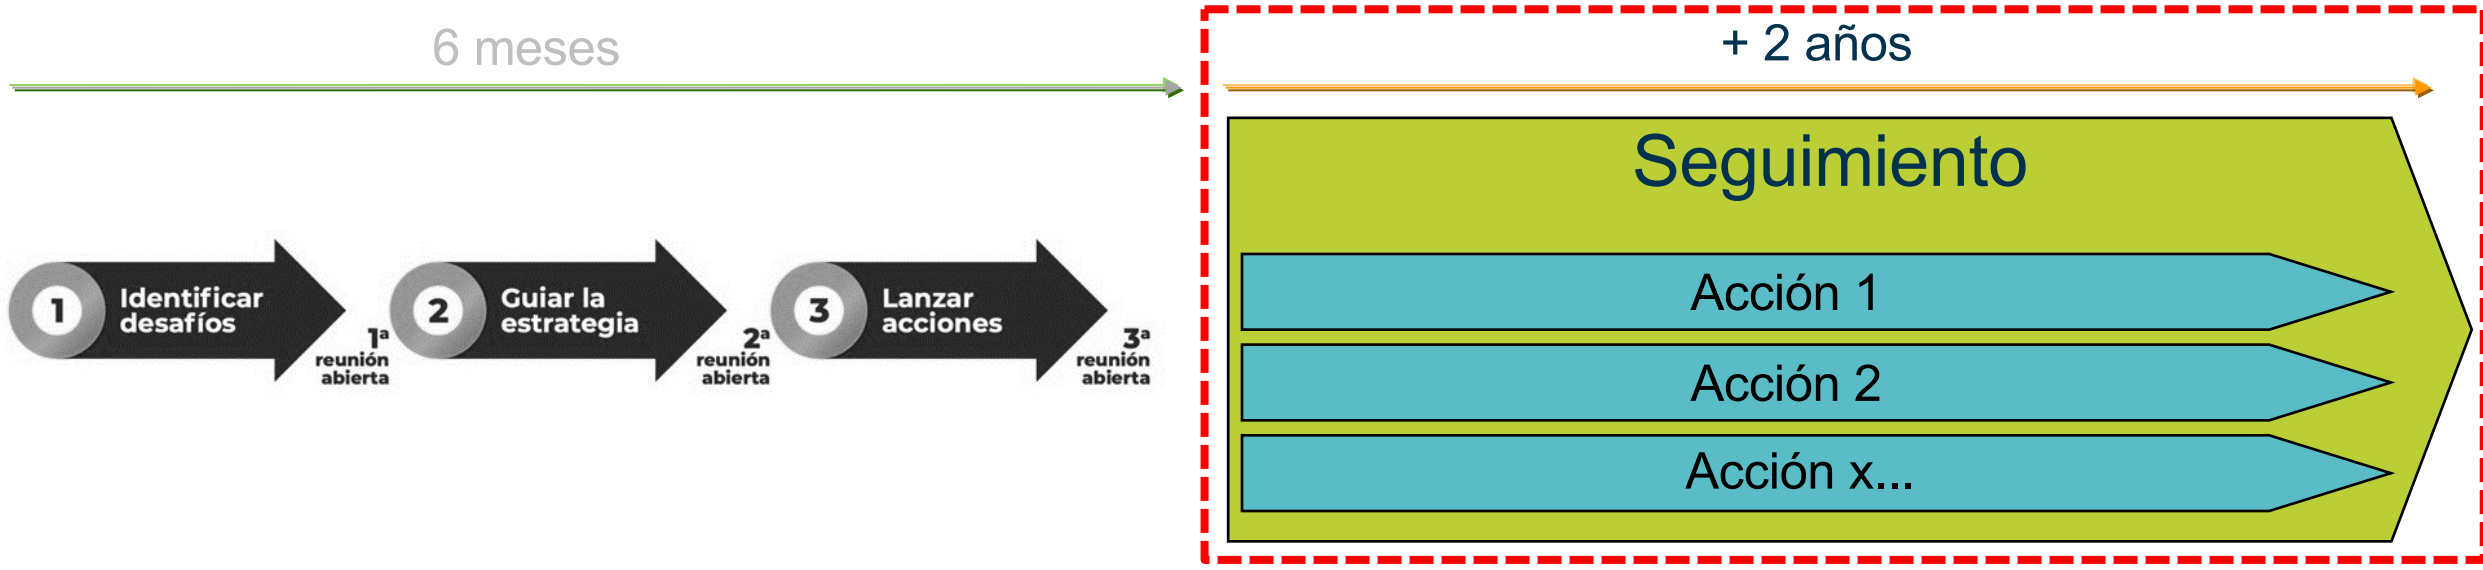 6 meses
+ 2 años
Seguimiento
1
Identificar
desafíos
1ª
reunión
abierta
2
Guiar la
estrategia
2ª
reunión
abierta
3
Lanzar
acciones
3ª
reunión
abierta
Acción 1
Acción 2
Acción x...